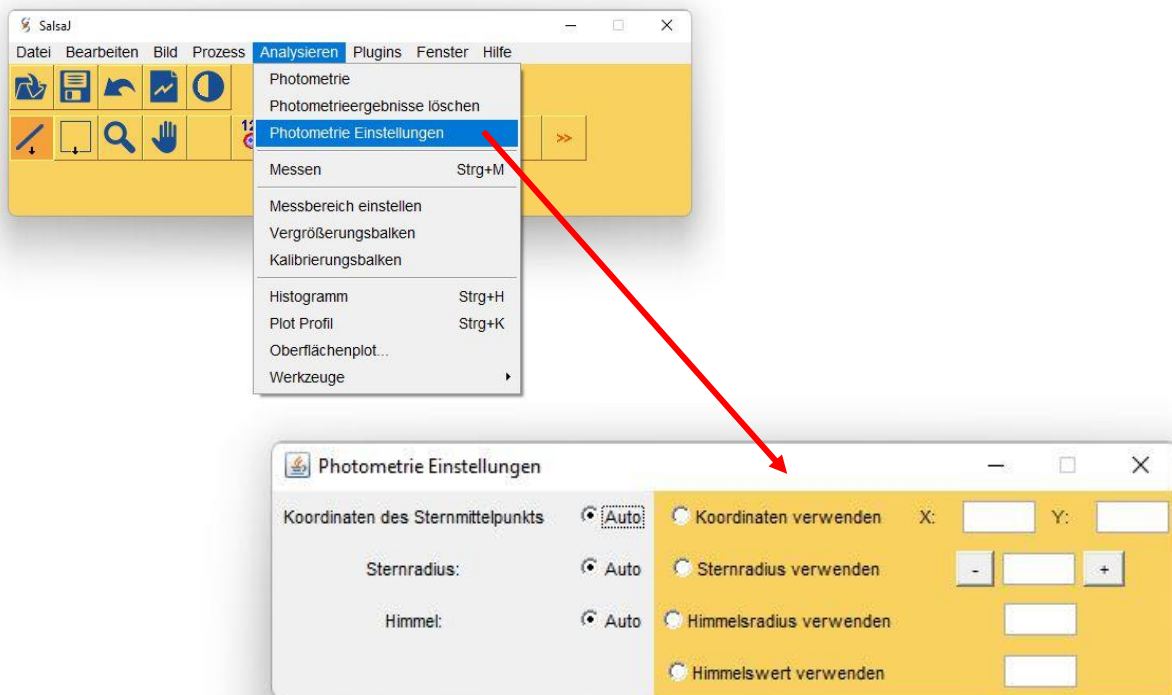 SalsaJ
Datei Bearbeiten Bild Prozess Analysieren Plugins Fenster Hilfe
Photometrie
Photometrieergebnisse löschen
Photometrie Einstellungen
>>
Messen Strg+M
Messbereich einstellen
Vergrößerungsbalken
Kalibrierungsbalken
Histogramm Strg+H
Plot Profil Strg+K
Oberflächenplot...
Werkzeuge
Photometrie Einstellungen
Koordinaten des Sternmittelpunkts Auto Koordinaten verwenden X: Y:
Sternradius: Auto Sternradius verwenden - +
Himmel: Auto Himmelsradius verwenden
Himmelswert verwenden